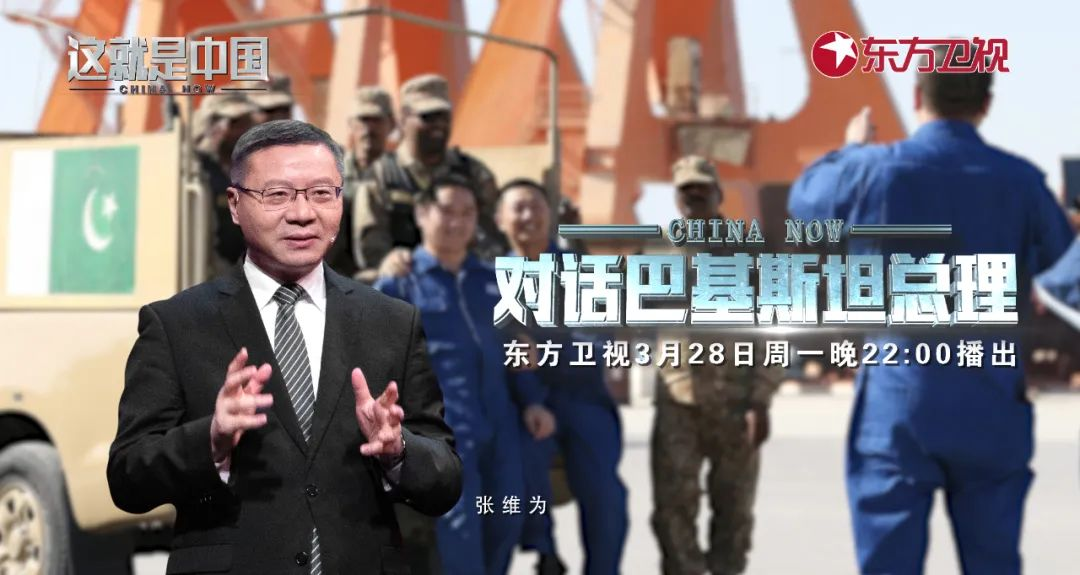 这就是中国
CHINA NOW
东方卫视
CHINA NOW
对话巴基斯坦总理
东方卫视3月28日周一晚22:00播出
张维为